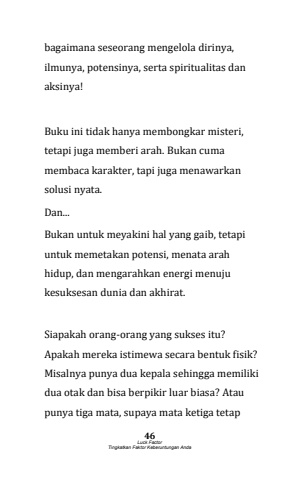 bagaimana seseorang mengelola dirinya,
ilmunya, potensinya, serta spiritualitas dan
aksinya!
Buku ini tidak hanya membongkar misteri,
tetapi juga memberi arah. Bukan cuma
membaca karakter, tapi juga menawarkan
solusi nyata.
Dan...
Bukan untuk meyakini hal yang gaib, tetapi
untuk memetakan potensi, menata arah
hidup, dan mengarahkan energi menuju
kesuksesan dunia dan akhirat.
Siapakah orang-orang yang sukses itu?
Apakah mereka istimewa secara bentuk fisik?
Misalnya punya dua kepala sehingga memiliki
dua otak dan bisa berpikir luar biasa? Atau
punya tiga mata, supaya mata ketiga tetap
46
Luck Factor
Tingkatkan Faktor Keberuntungan Anda